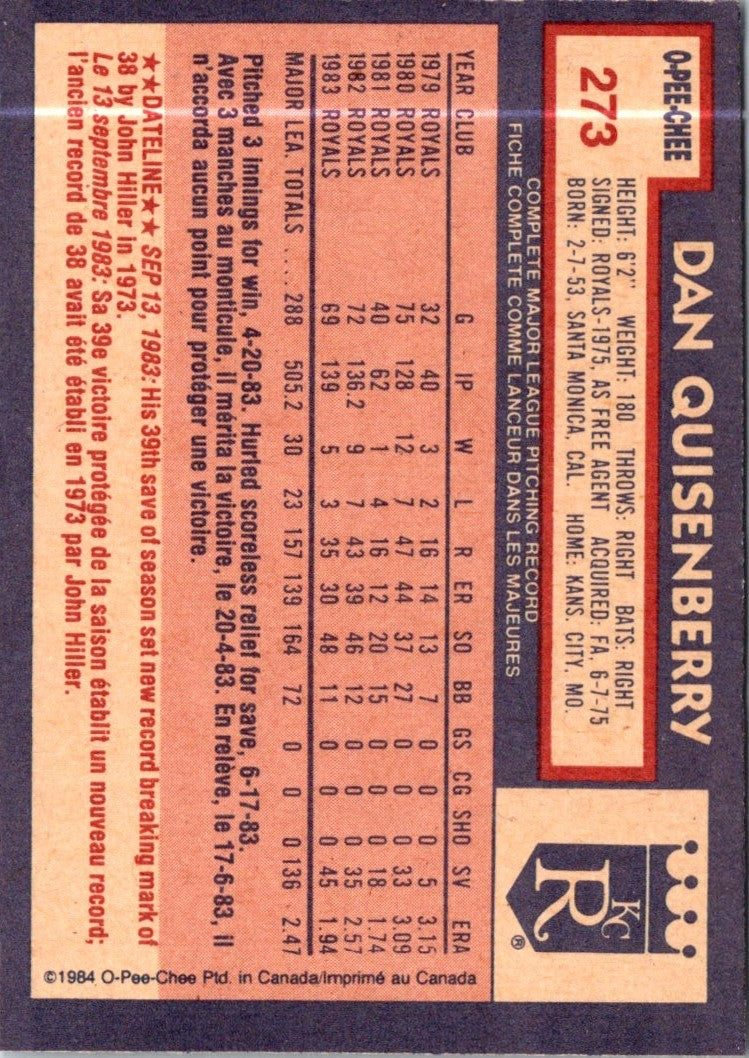 O-PEE-CHEE
273
DAN QUISENBERRY
HEIGHT: 6'2" WEIGHT: 180 THROWS: RIGHT BATS: RIGHT
SIGNED: ROYALS-1975, AS FREE AGENT ACQUIRED: FA, 6-7-75
BORN: 2-7-53, SANTA MONICA, CAL. HOME: KANS. CITY, MO.
KC
R
®
COMPLETE MAJOR LEAGUE PITCHING RECORD
FICHE COMPLETE COMME LANCEUR DANS LES MAJEURES
YEAR CLUB G IP W L R ER SO BB GS CG SHO SV ERA
1979 ROYALS 32 40 3 2 16 14 13 7 0 0 0 5 3.15
1980 ROYALS 75 128 12 7 47 44 37 27 0 0 0 33 3.09
1981 ROYALS 40 62 1 4 16 12 20 15 0 0 0 18 1.74
1982 ROYALS 72 136.2 9 7 43 39 46 12 0 0 0 35 2.57
1983 ROYALS 69 139 5 3 35 30 48 11 0 0 0 45 1.94
MAJOR LEA. TOTALS .... 288 505.2 30 23 157 139 164 72 0 0 0 136 2.47
Pitched 3 innings for win, 4-20-83. Hurled scoreless relief for save, 6-17-83.
Avec 3 manches au monticule, il mérita la victoire, le 20-4-83. En relève, le 17-6-83, il
n'accorda aucun point pour protéger une victoire.
★★DATELINE★★ SEP 13, 1983: His 39th save of season set new record breaking mark of
38 by John Hiller in 1973.
Le 13 septembre 1983: Sa 39e victoire protégée de la saison établit un nouveau record;
l'ancien record de 38 avait été établi en 1973 par John Hiller.
©1984 O-Pee-Chee Ptd. in Canada/Imprimé au Canada